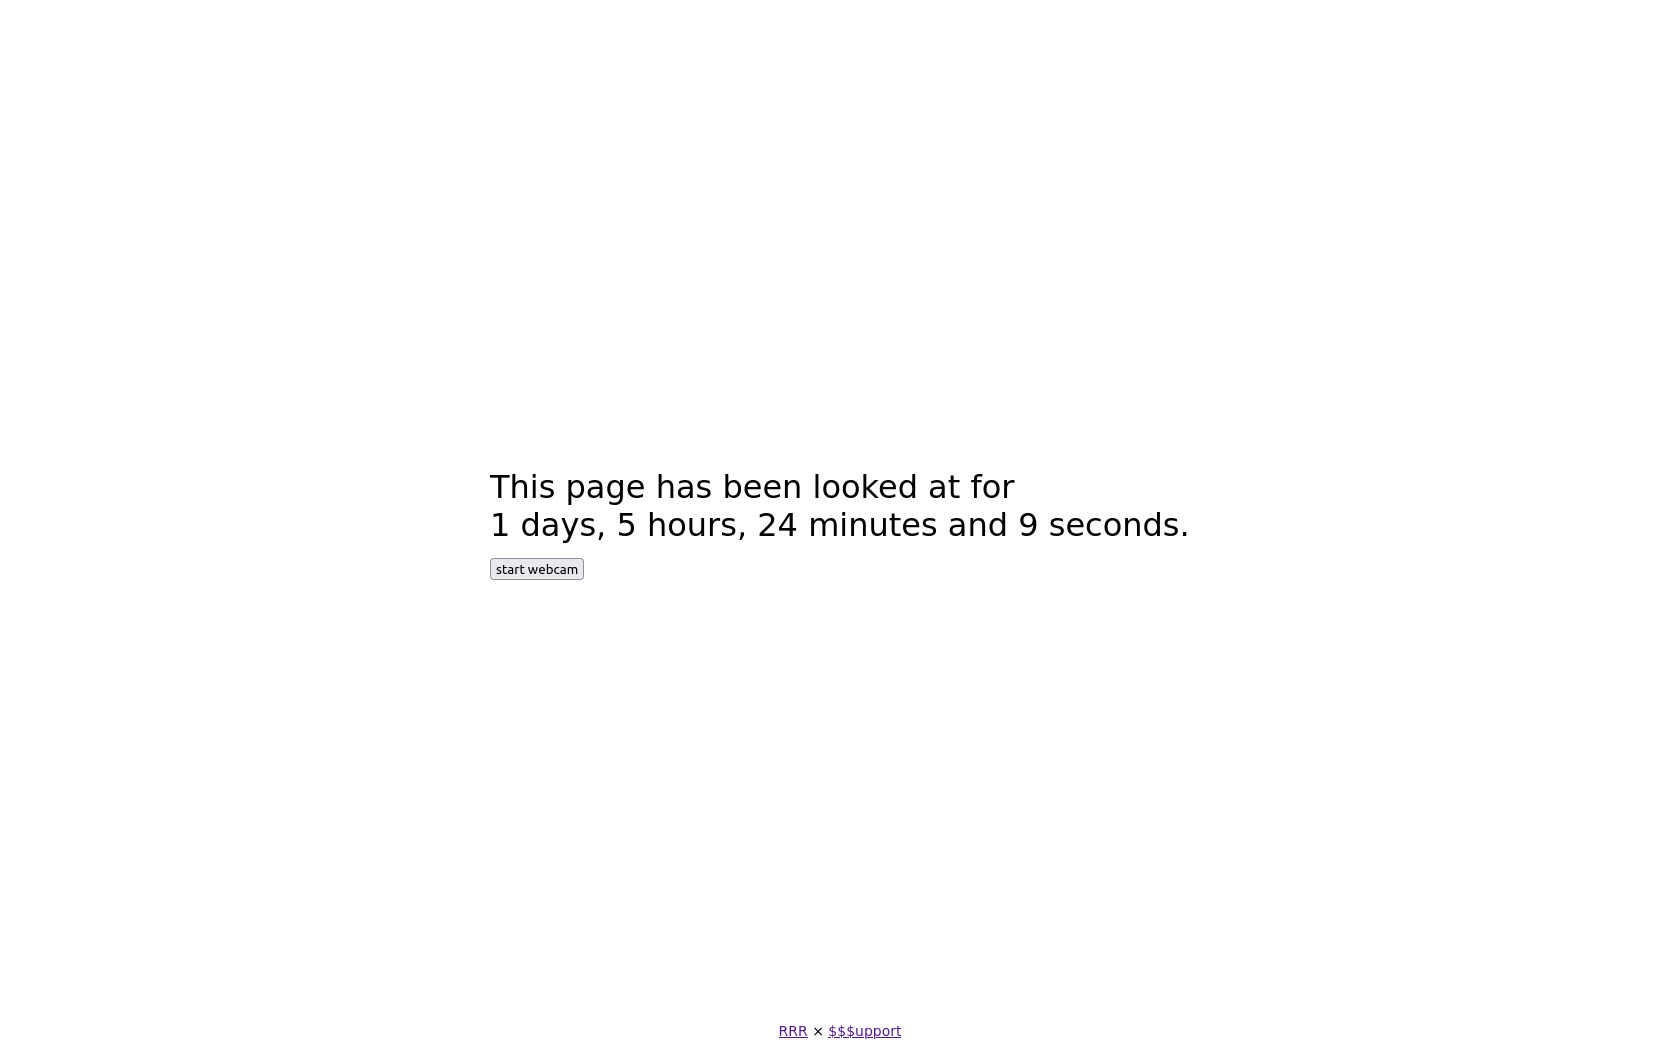 This page has been looked at for
1 days, 5 hours, 24 minutes and 9 seconds.
start webcam
RRR × $$$upport